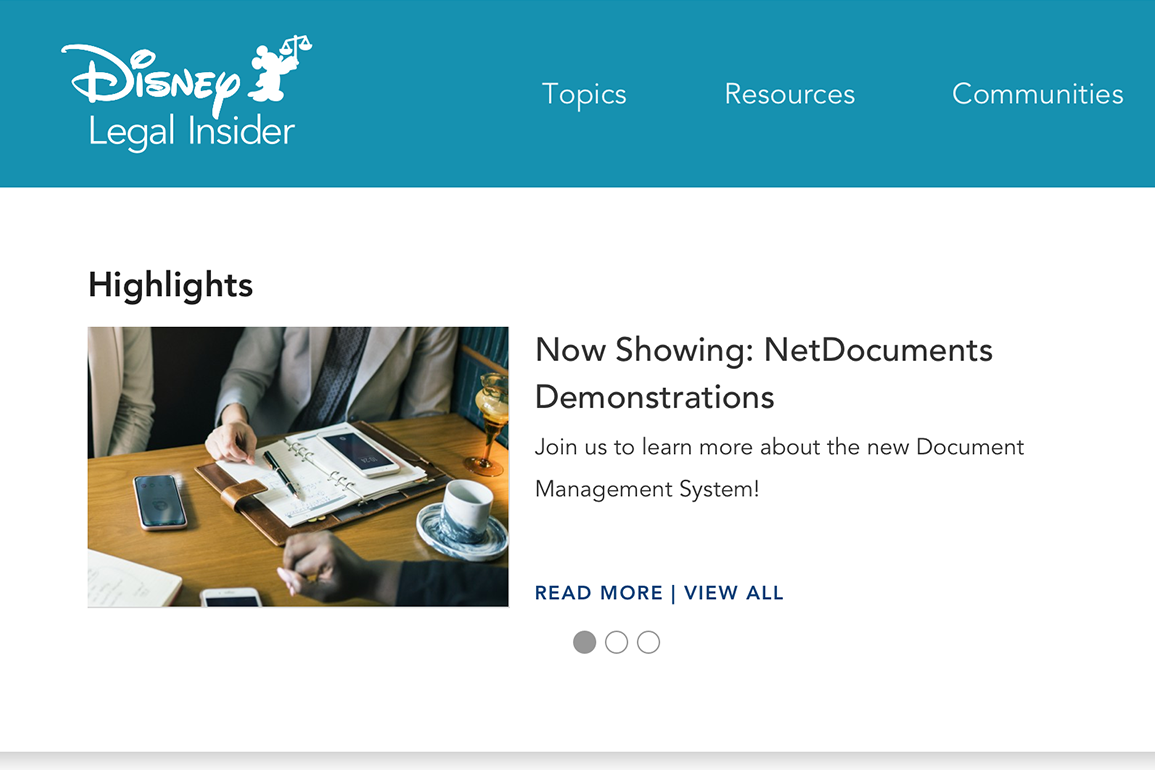 Disney
Legal Insider
Topics
Resources
Communities
Highlights
Now Showing: NetDocuments
Demonstrations
Join us to learn more about the new Document
Management System!
READ MORE | VIEW ALL